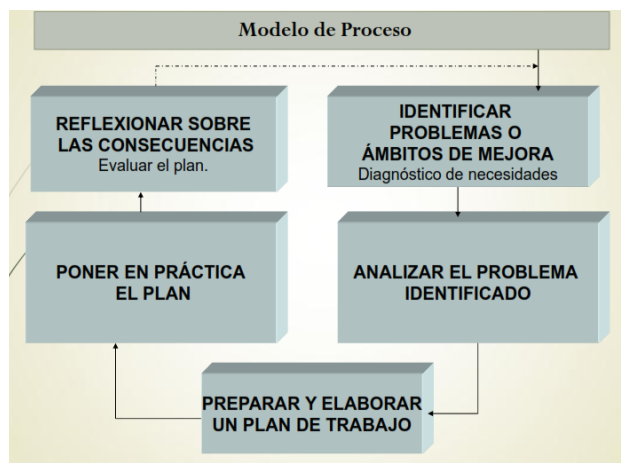 Modelo de Proceso
IDENTIFICAR
PROBLEMAS O
ÁMBITOS DE MEJORA
Diagnóstico de necesidades
ANALIZAR EL PROBLEMA
IDENTIFICADO
PREPARAR Y ELABORAR
UN PLAN DE TRABAJO
PONER EN PRÁCTICA
EL PLAN
REFLEXIONAR SOBRE
LAS CONSECUENCIAS
Evaluar el plan.